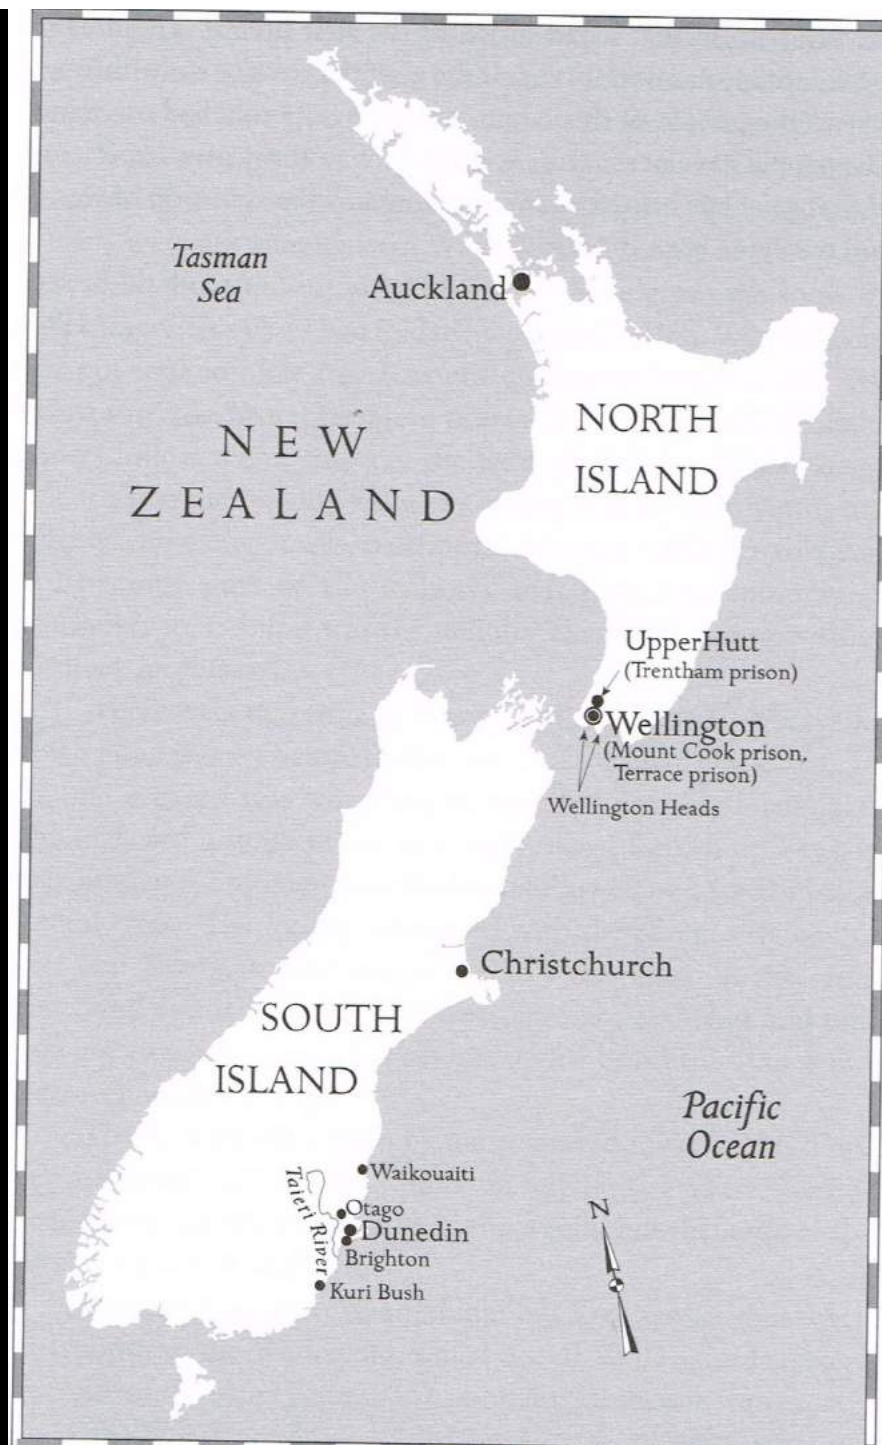 Tasman
Sea
Auckland
NEW
ZEALAND
NORTH
ISLAND
UpperHutt
(Trentham prison)
Wellington
(Mount Cook prison,
Terrace prison)
Wellington Heads
Christchurch
SOUTH
ISLAND
Pacific
Ocean
Waikouaiti
Taieri River
Otago
Dunedin
Brighton
Kuri Bush
N